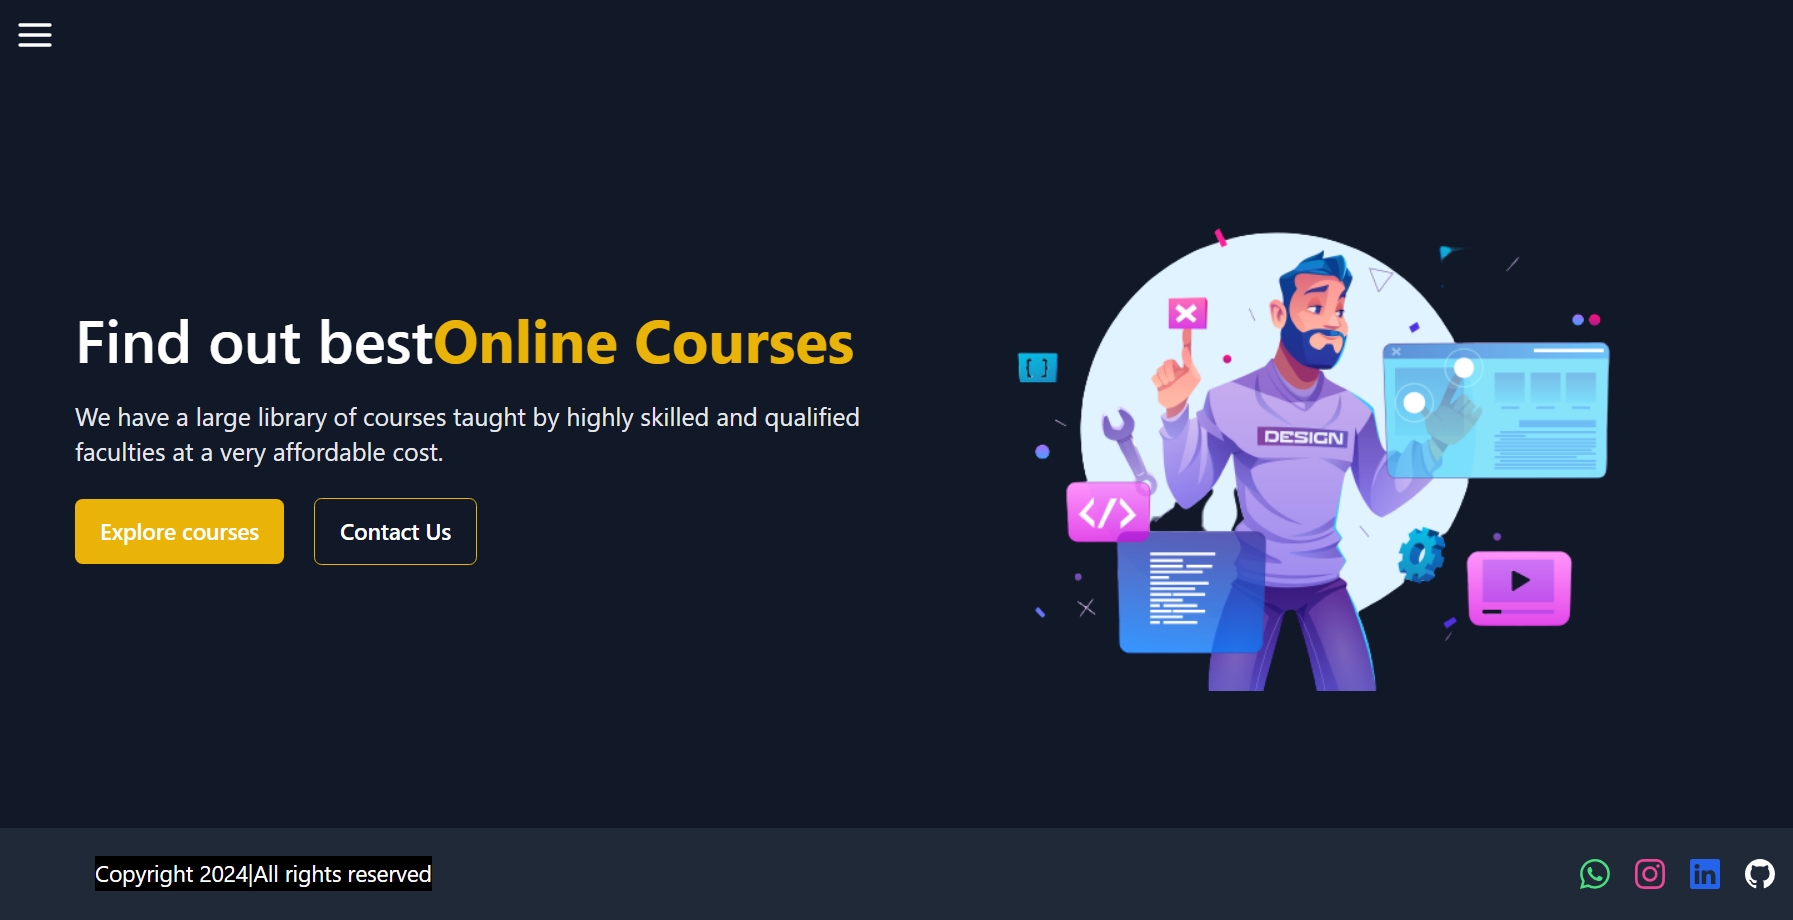 Find out bestOnline Courses
We have a large library of courses taught by highly skilled and qualified
faculties at a very affordable cost.
Explore courses
Contact Us
DESIGN
{ }
</>
Copyright 2024|All rights reserved
in